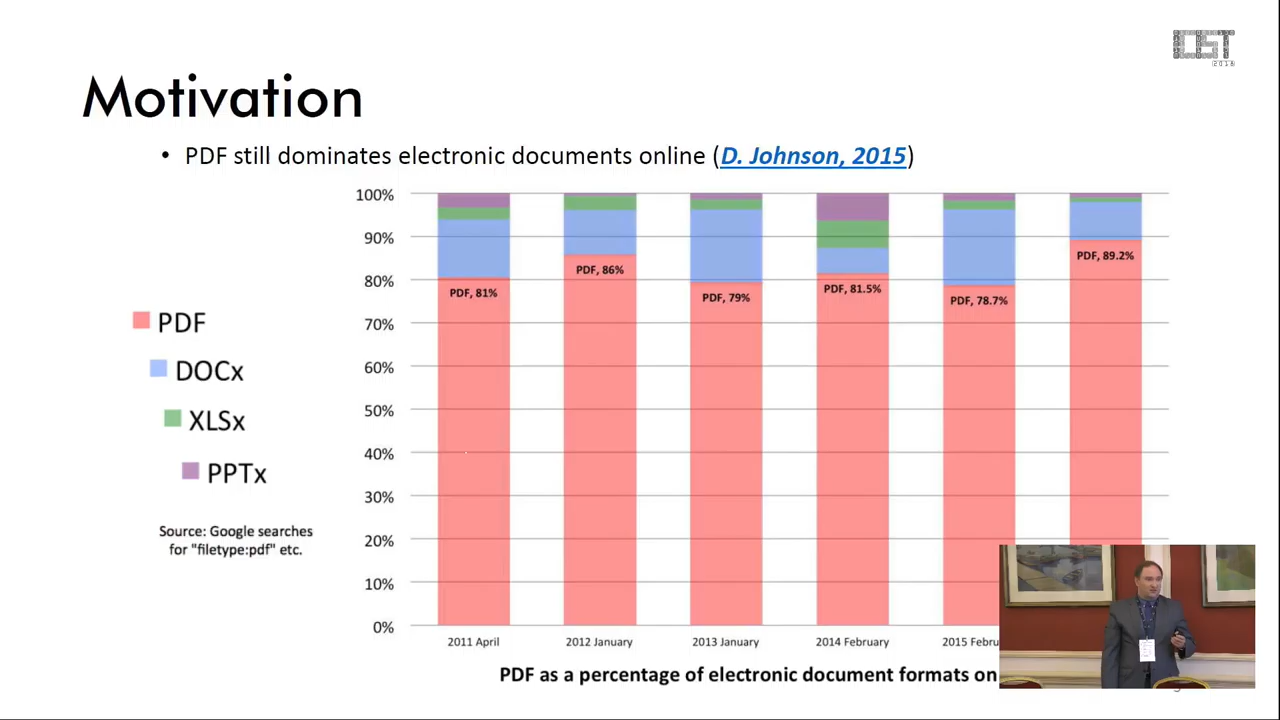 Motivation
• PDF still dominates electronic documents online (D. Johnson, 2015)
100%
90%
80%
70%
60%
50%
40%
30%
20%
10%
0%
PDF, 81%
PDF, 86%
PDF, 79%
PDF, 81.5%
PDF, 78.7%
PDF, 89.2%
PDF
DOCx
XLSx
PPTx
Source: Google searches
for "filetype:pdf" etc.
2011 April
2012 January
2013 January
2014 February
2015
PDF as a percentage of electronic document formats on